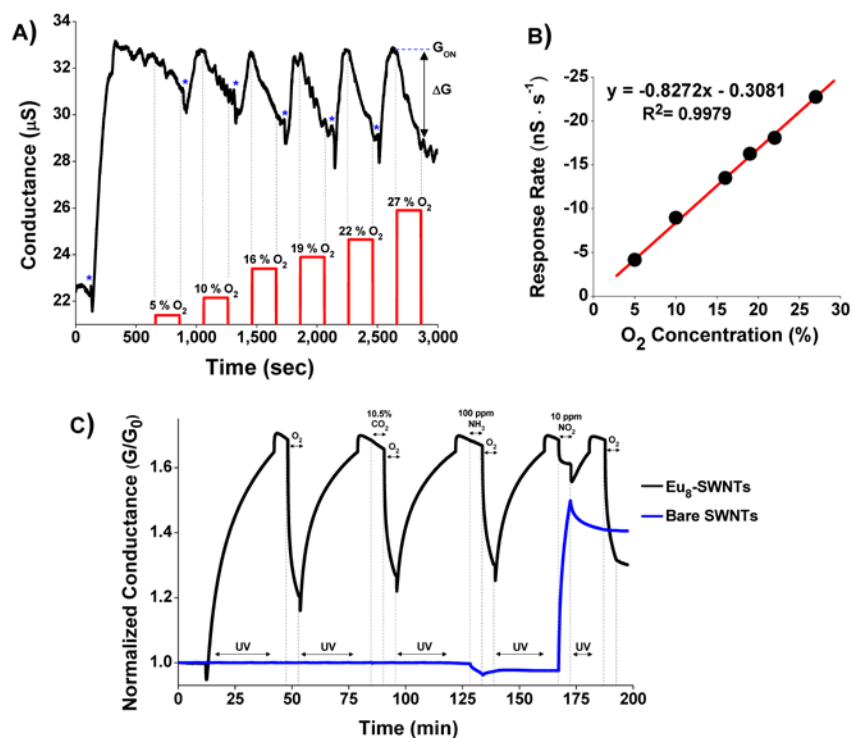 A)
34
32
30
28
26
24
22
Conductance (μS)
* * * * * *
G_ON
ΔG
5 % O₂
10 % O₂
16 % O₂
19 % O₂
22 % O₂
27 % O₂
0 500 1,000 1,500 2,000 2,500 3,000
Time (sec)
B)
-25
-20
-15
-10
-5
0
Response Rate (nS · s⁻¹)
y = -0.8272x - 0.3081
R²= 0.9979
0 5 10 15 20 25 30
O₂ Concentration (%)
C)
1.6
1.4
1.2
1.0
Normalized Conductance (G/G₀)
O₂
10.5%
CO₂
O₂
100 ppm
NH₃
O₂
10 ppm
NO₂
O₂
UV UV UV UV UV
0 25 50 75 100 125 150 175 200
Time (min)
Eu₈-SWNTs
Bare SWNTs